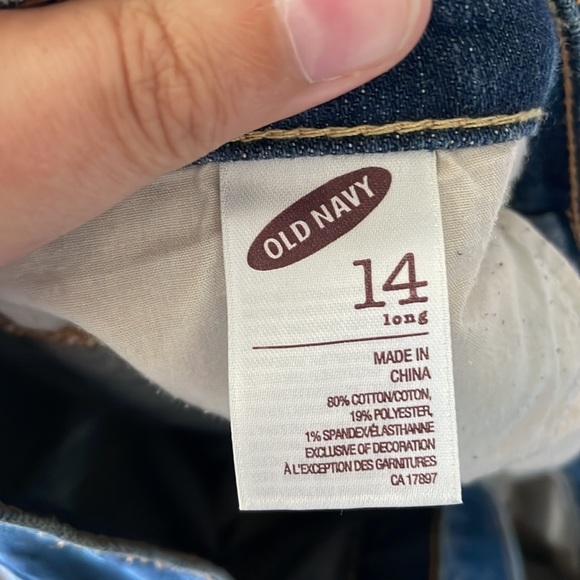 OLD NAVY
14
long
MADE IN
CHINA
80% COTTON/COTON,
19% POLYESTER,
1% SPANDEX/ÉLASTHANNE
EXCLUSIVE OF DECORATION
À L'EXCEPTION DES GARNITURES
CA 17897